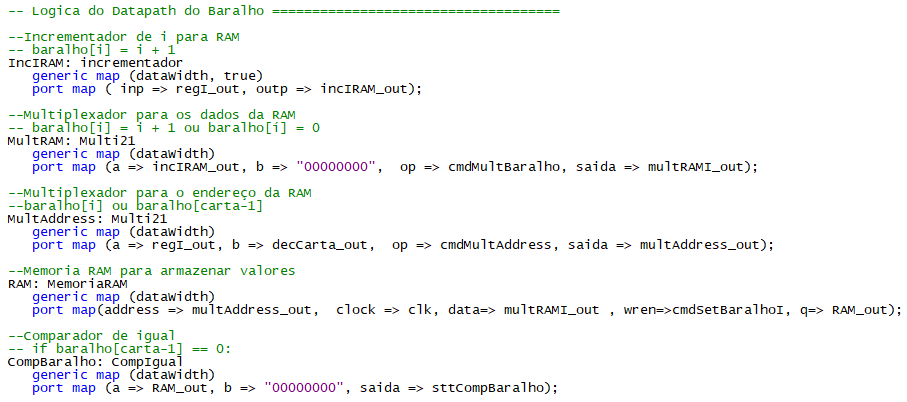 -- Logica do Datapath do Baralho ====================================
--Incrementador de i para RAM
-- baralho[i] = i + 1
IncIRAM: incrementador
generic map (dataWidth, true)
port map ( inp => regI_out, outp => incIRAM_out);
--Multiplexador para os dados da RAM
-- baralho[i] = i + 1 ou baralho[i] = 0
MultRAM: Multi21
generic map (dataWidth)
port map (a => incIRAM_out, b => "00000000",  op => cmdMultBaralho, saida => multRAMI_out);
--Multiplexador para o endereço da RAM
--baralho[i] ou baralho[carta-1]
MultAddress: Multi21
generic map (dataWidth)
port map (a => regI_out, b => decCarta_out,  op => cmdMultAddress, saida => multAddress_out);
--Memoria RAM para armazenar valores
RAM: MemoriaRAM
generic map (dataWidth)
port map(address => multAddress_out,  clock => clk, data=> multRAMI_out , wren=>cmdSetBaralhoI, q=> RAM_out);
--Comparador de igual
-- if baralho[carta-1] == 0:
CompBaralho: CompIgual
generic map (dataWidth)
port map (a => RAM_out, b => "00000000", saida => sttCompBaralho);